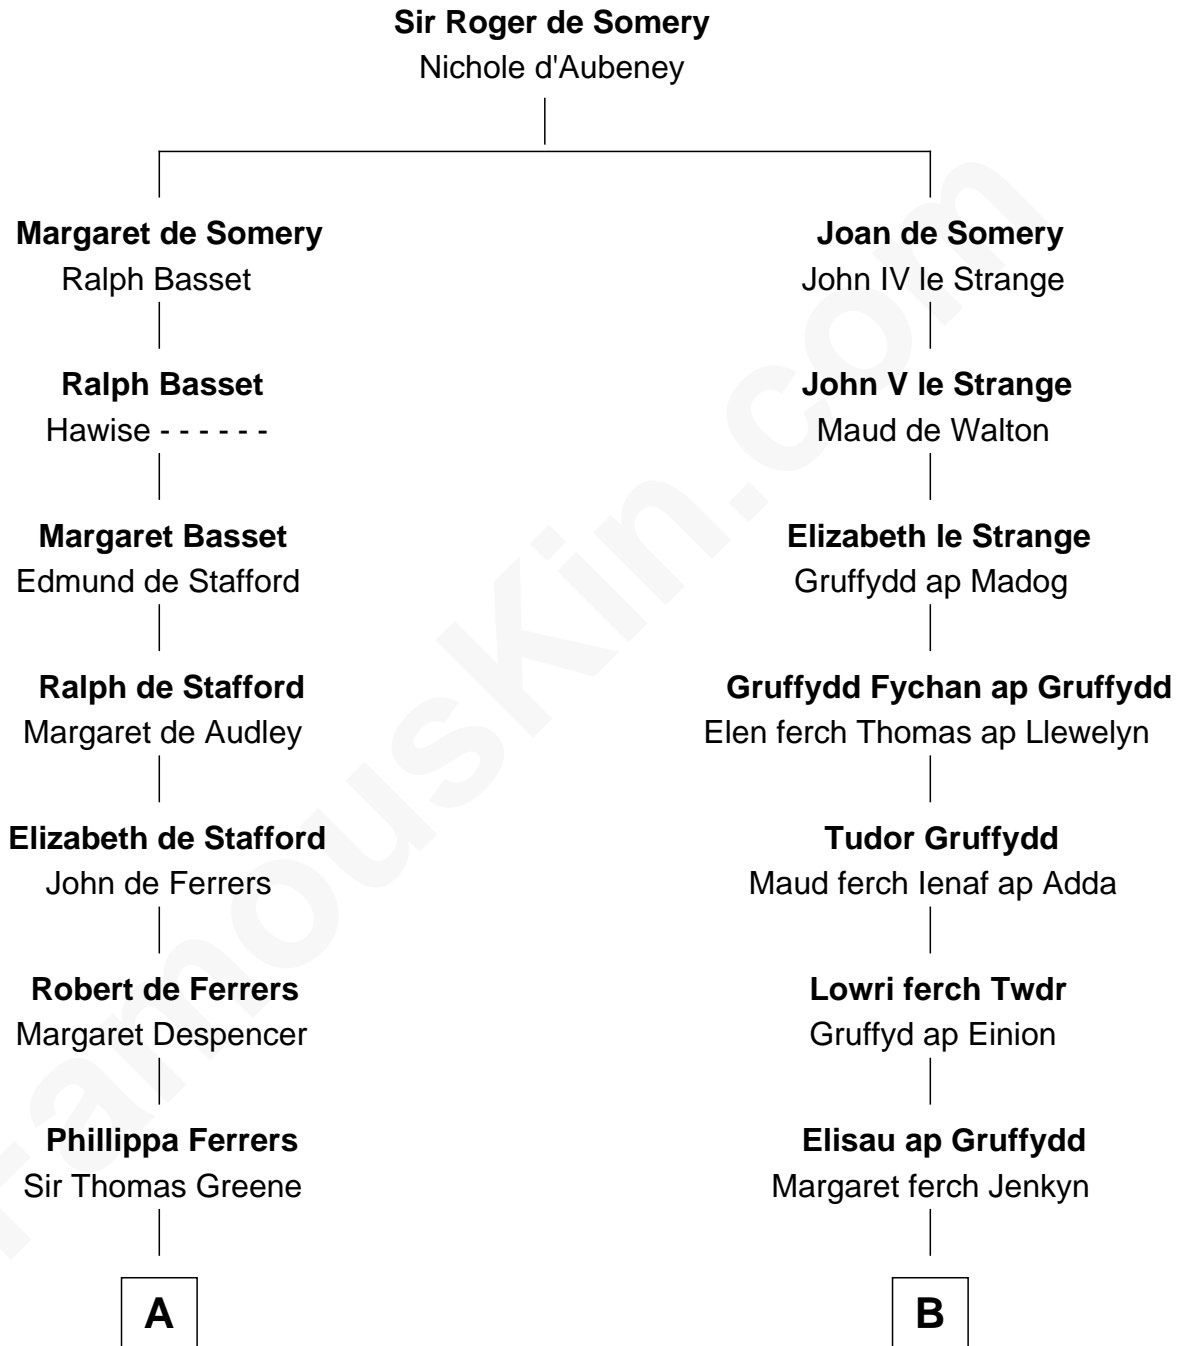 Sir Roger de Somery
Nichole d'Aubeney
Margaret de Somery
Ralph Basset
Joan de Somery
John IV le Strange
Ralph Basset
Hawise - - - - - -
John V le Strange
Maud de Walton
Margaret Basset
Edmund de Stafford
Elizabeth le Strange
Gruffydd ap Madog
Ralph de Stafford
Margaret de Audley
Gruffydd Fychan ap Gruffydd
Elen ferch Thomas ap Llewelyn
Elizabeth de Stafford
John de Ferrers
Tudor Gruffydd
Maud ferch Ienaf ap Adda
Robert de Ferrers
Margaret Despencer
Lowri ferch Twdr
Gruffyd ap Einion
Phillippa Ferrers
Sir Thomas Greene
Elisau ap Gruffydd
Margaret ferch Jenkyn
A
B
FamousKin.com